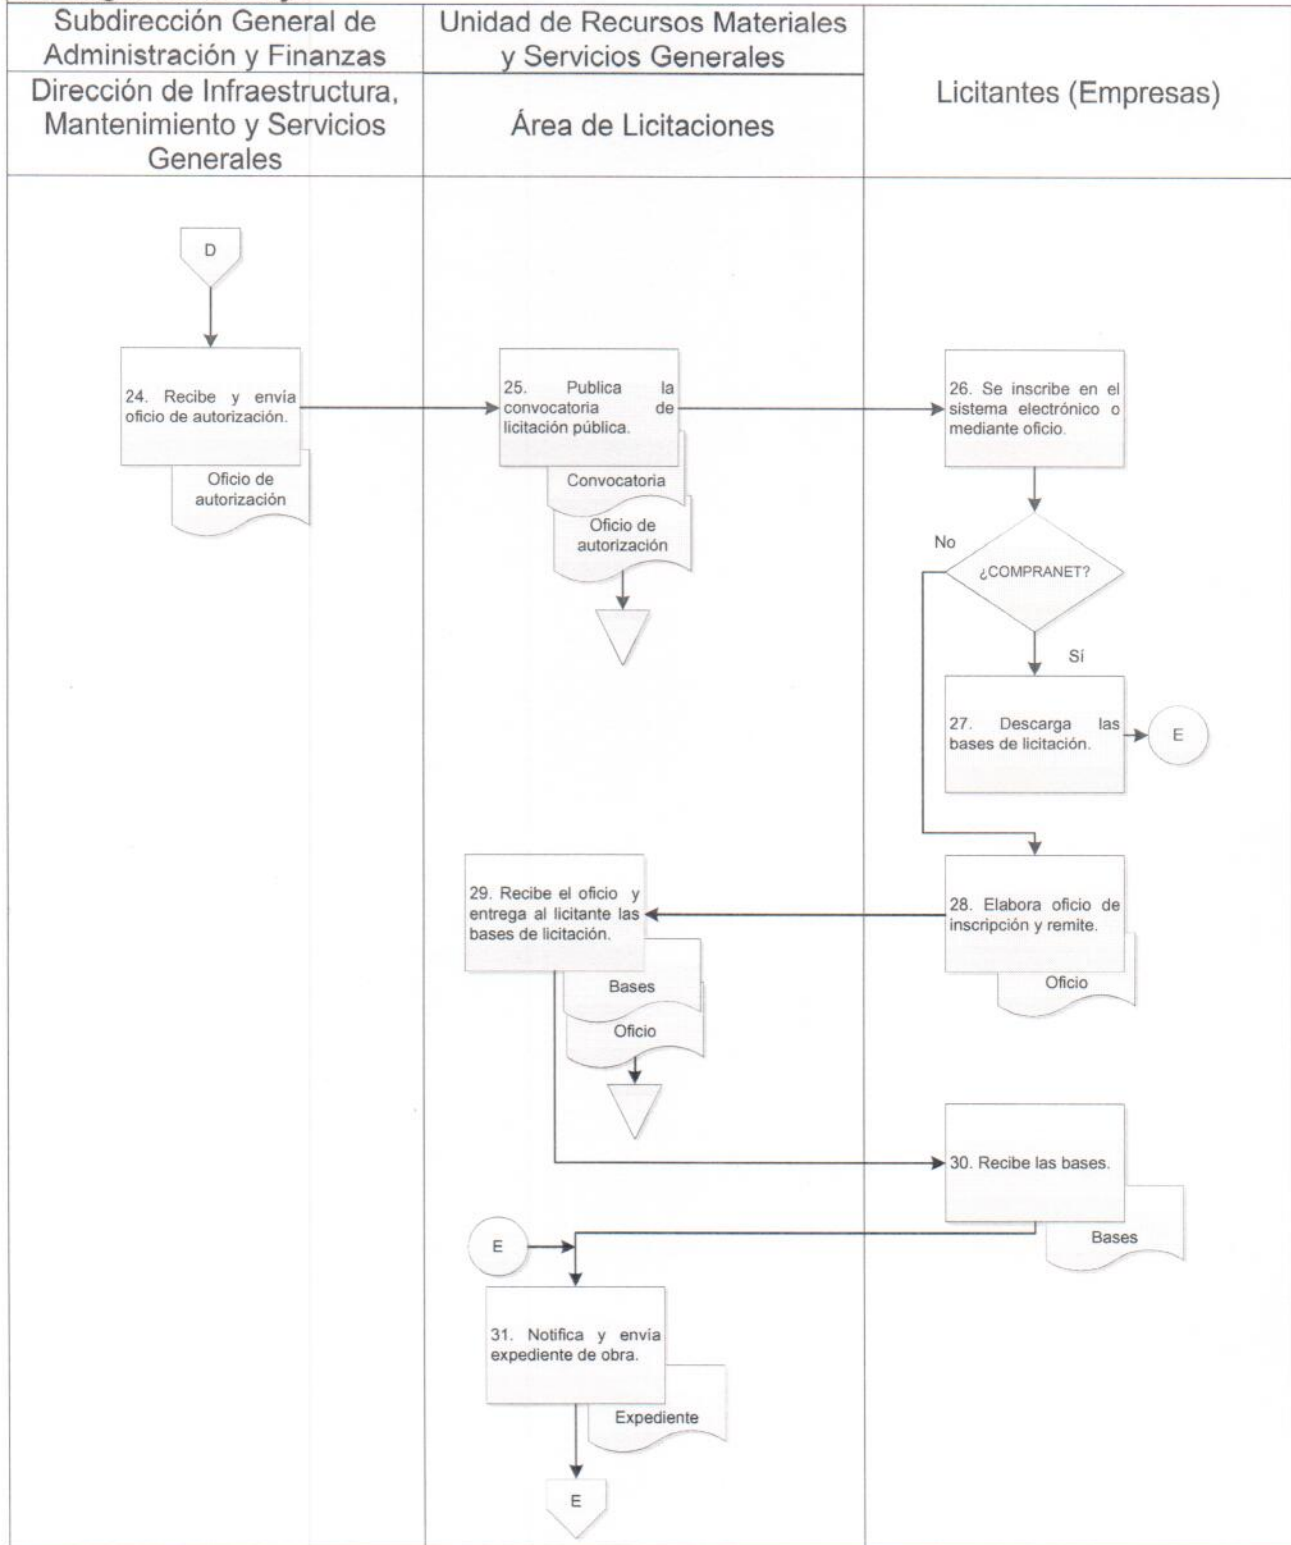 Subdirección General de
Administración y Finanzas
Unidad de Recursos Materiales
y Servicios Generales
Licitantes (Empresas)
Dirección de Infraestructura,
Mantenimiento y Servicios
Generales
Área de Licitaciones
D
24. Recibe y envía
oficio de autorización.
Oficio de
autorización
25. Publica la
convocatoria de
licitación pública.
Convocatoria
Oficio de
autorización
26. Se inscribe en el
sistema electrónico o
mediante oficio.
No
¿COMPRANET?
Sí
27. Descarga las
bases de licitación.
E
29. Recibe el oficio y
entrega al licitante las
bases de licitación.
Bases
Oficio
28. Elabora oficio de
inscripción y remite.
Oficio
30. Recibe las bases.
Bases
E
31. Notifica y envía
expediente de obra.
Expediente
E